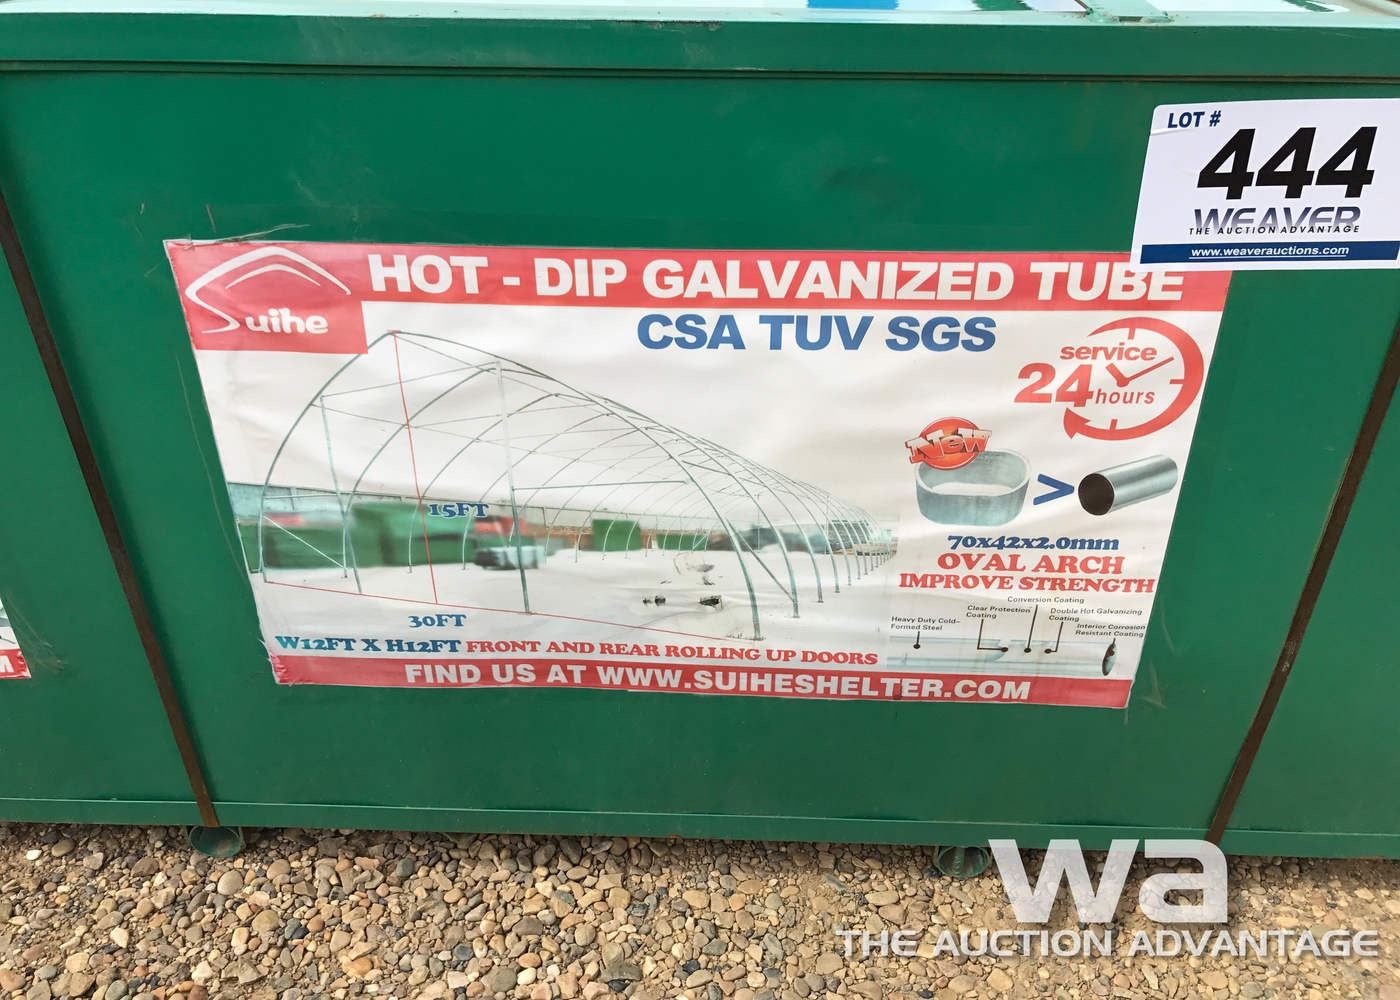 LOT #
444
WEAVER
THE AUCTION ADVANTAGE
www.weaverauctions.com
Suihe
HOT - DIP GALVANIZED TUBE
CSA TUV SGS
service
24 hours
New
>
15FT
70x42x2.0mm
OVAL ARCH
IMPROVE STRENGTH
Conversion Coating
Clear Protection
Coating
Double Hot Galvanizing
Coating
Heavy Duty Cold-
Formed Steel
Interior Corrosion
Resistant Coating
30FT
W12FT X H12FT FRONT AND REAR ROLLING UP DOORS
FIND US AT WWW.SUIHESHELTER.COM
wa
THE AUCTION ADVANTAGE